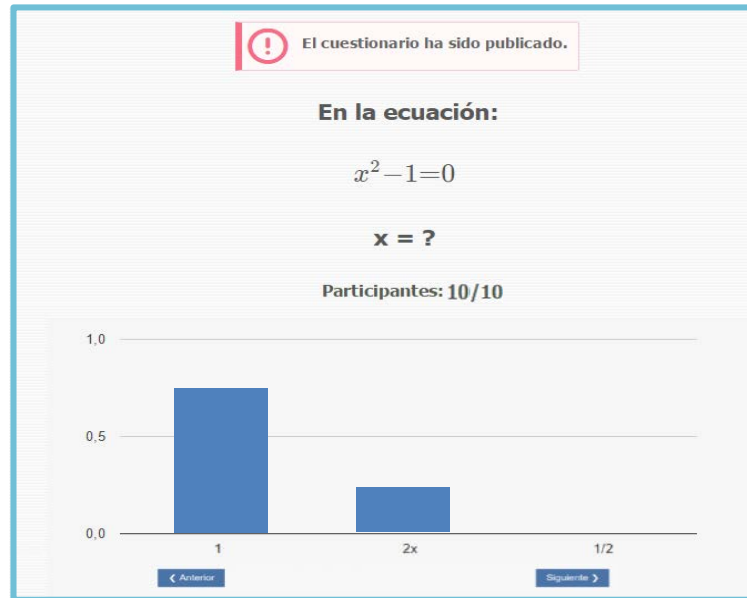 El cuestionario ha sido publicado.
En la ecuación:
x²−1=0
x = ?
Participantes: 10/10
1,0
0,5
0,0
1 2x 1/2
❮ Anterior Siguiente ❯